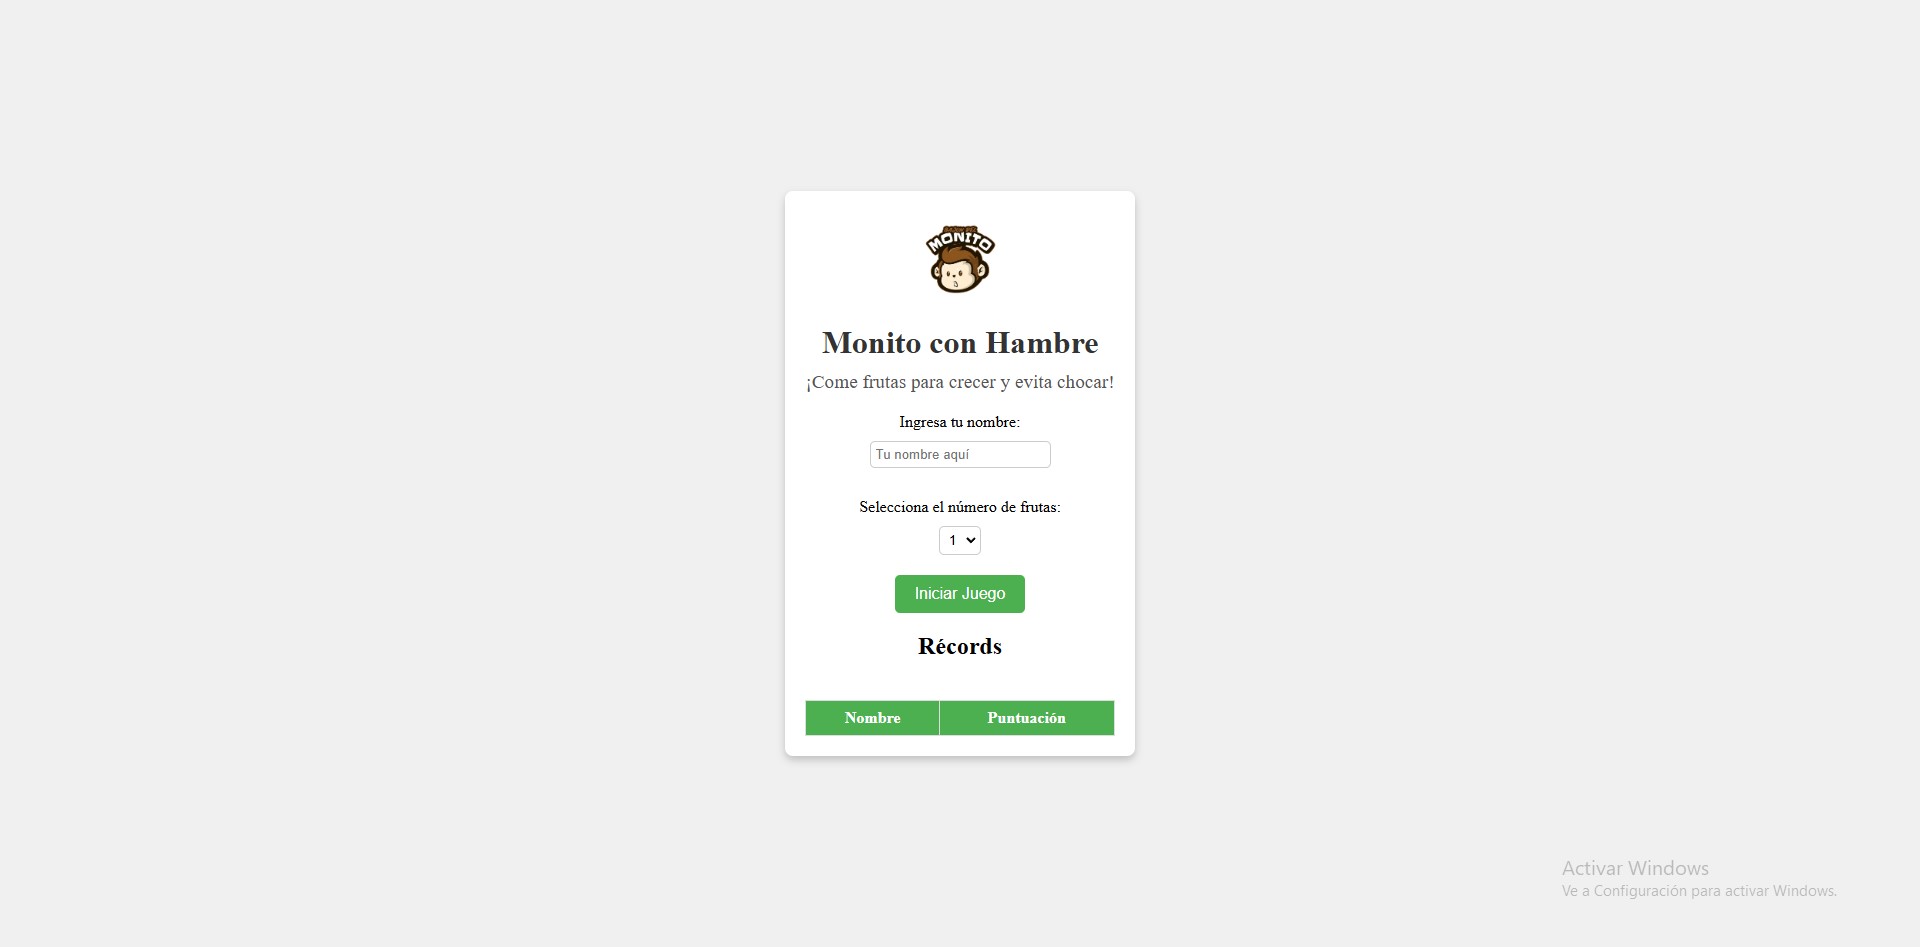 MONITO
Monito con Hambre
¡Come frutas para crecer y evita chocar!
Ingresa tu nombre:
Tu nombre aquí
Selecciona el número de frutas:
1
Iniciar Juego
Récords
Nombre Puntuación
Activar Windows
Ve a Configuración para activar Windows.